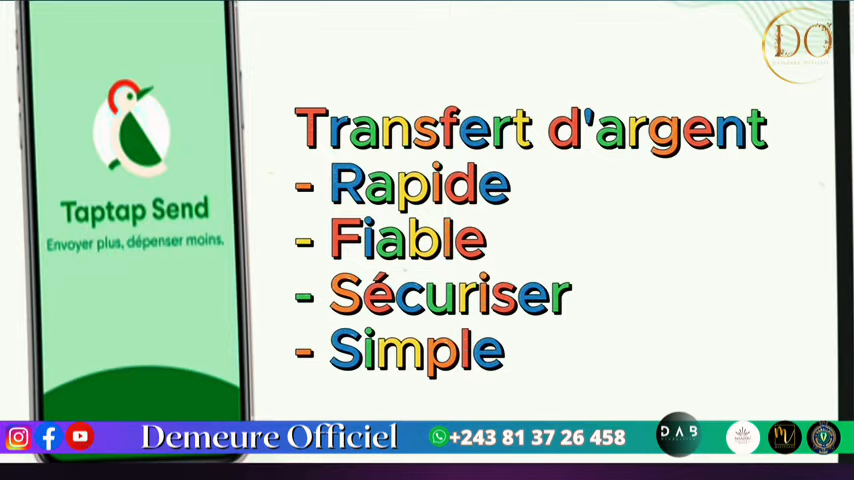 DO
Taptap Send
Envoyer plus, dépenser moins.
Transfert d'argent
- Rapide
- Fiable
- Sécuriser
- Simple
Demeure Officiel
+243 81 37 26 458
DAB